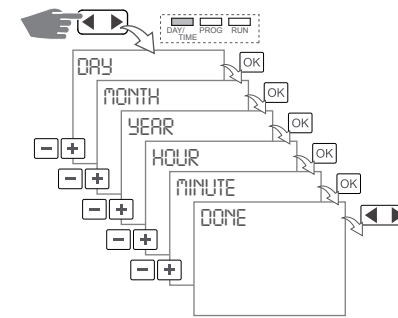 DAY/ TIME PROG RUN
DAY
OK
MONTH
OK
YEAR
OK
HOUR
OK
MINUTE
OK
DONE
− +
− +
− +
− +
− +